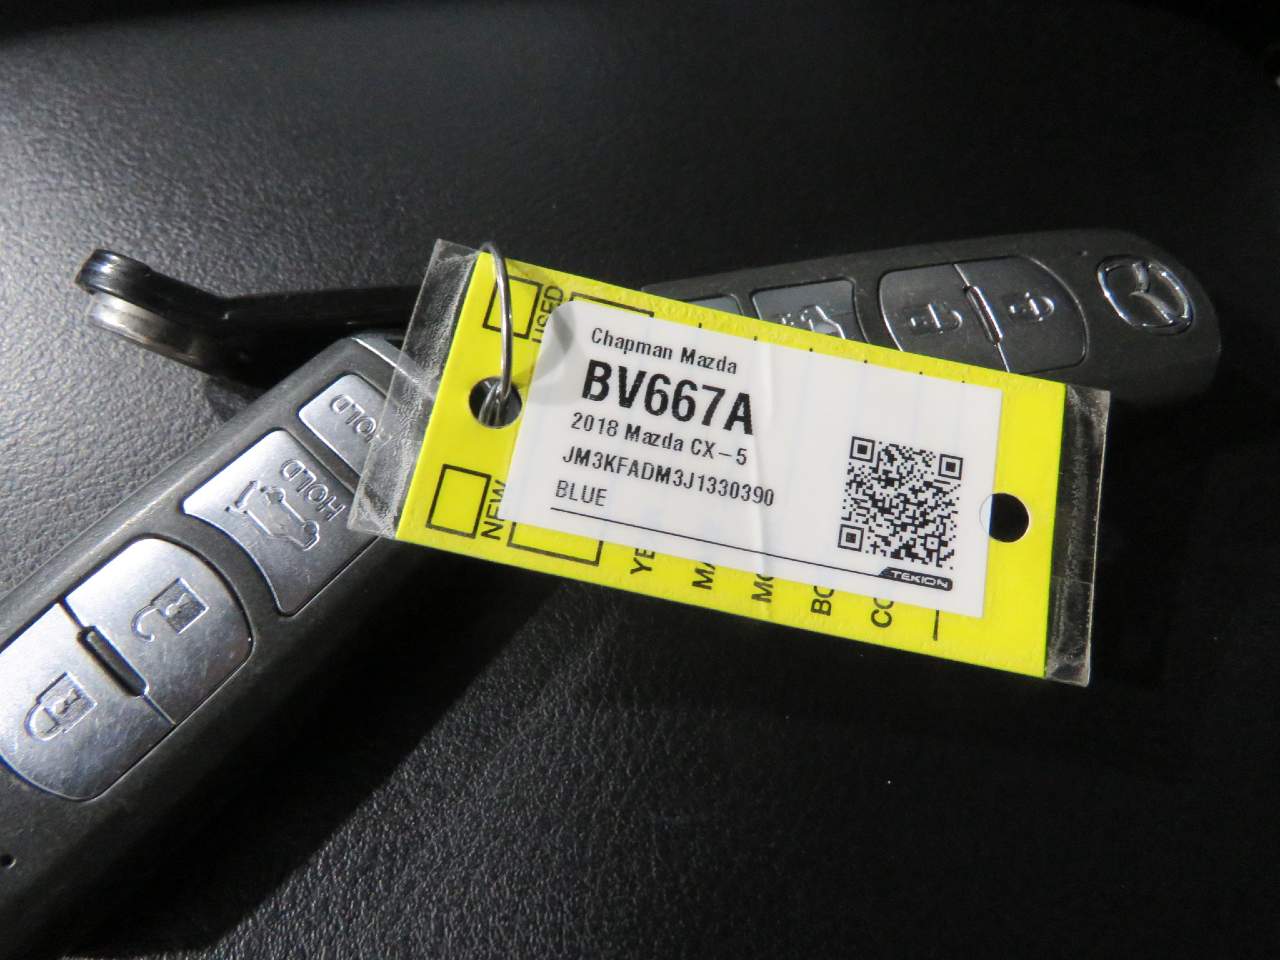 USED
Chapman Mazda
BV667A
2018 Mazda CX-5
JM3KFADM3J1330390
BLUE
TEKION
NEW
HOLD
HOLD